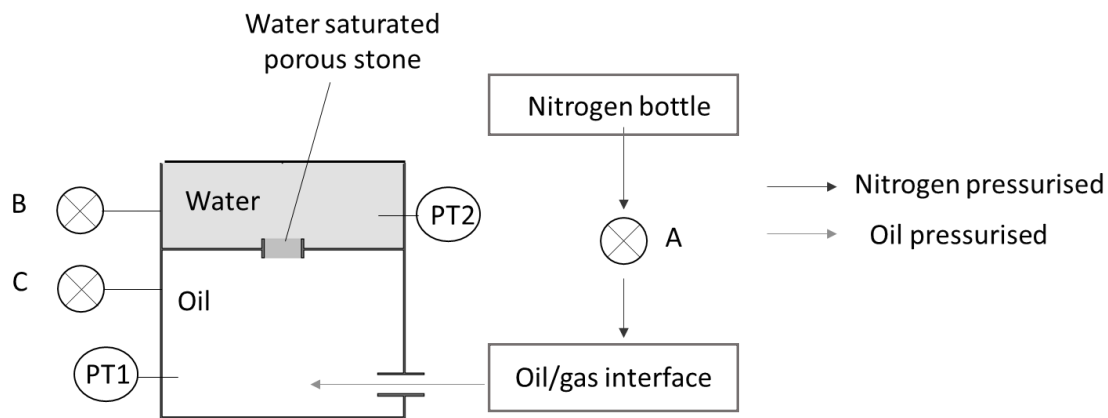 Water saturated
porous stone
Nitrogen bottle
B
Water
PT2
Nitrogen pressurised
A
Oil pressurised
C
Oil
PT1
Oil/gas interface